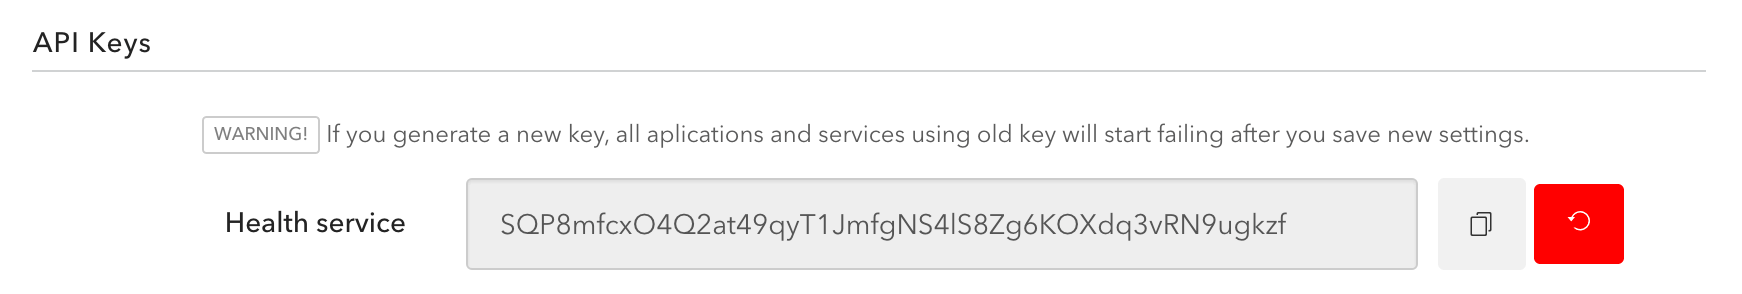 API Keys
WARNING! If you generate a new key, all aplications and services using old key will start failing after you save new settings.
Health service SQP8mfcxO4Q2at49qyT1JmfgNS4lS8Zg6KOXdq3vRN9ugkzf